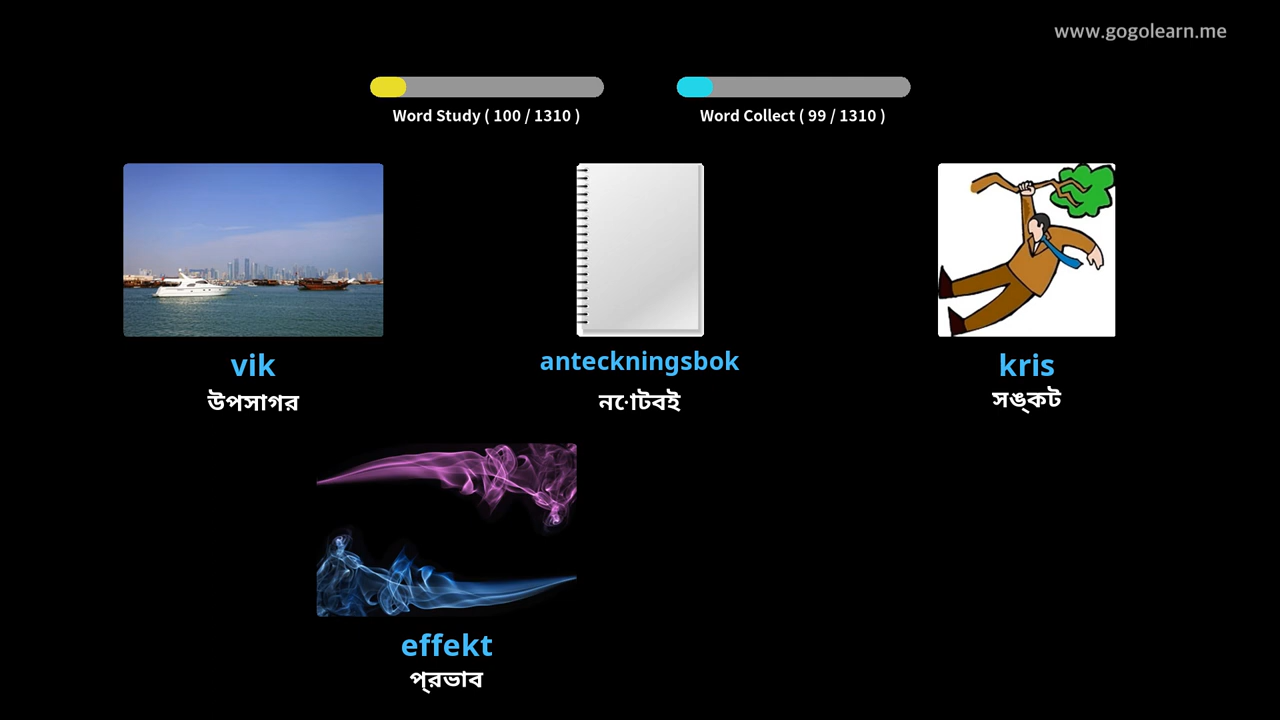 www.gogolearn.me
Word Study ( 100 / 1310 )
Word Collect ( 99 / 1310 )
vik
উপসাগর
anteckningsbok
নোটবই
kris
সঙ্কট
effekt
প্রভাব